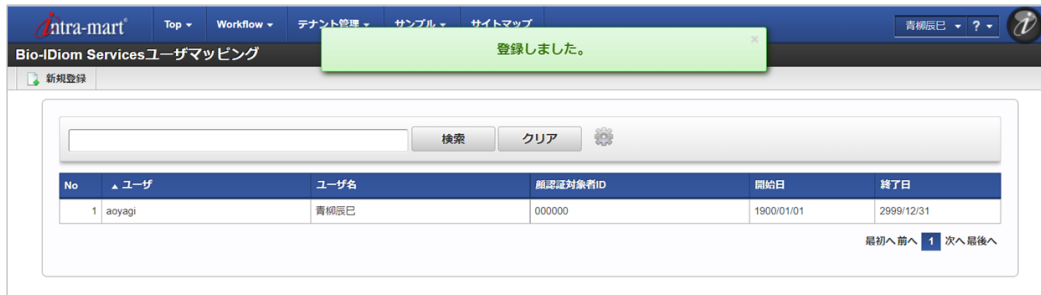 intra-mart Top Workflow テナント管理 サンプル サイトマップ 青柳辰巳 ?
登録しました。 ×
Bio-IDiom Servicesユーザマッピング
新規登録
検索 クリア
No ユーザ ユーザ名 顔認証対象者ID 開始日 終了日
1 aoyagi 青柳辰巳 000000 1900/01/01 2999/12/31
最初へ 前へ 1 次へ 最後へ